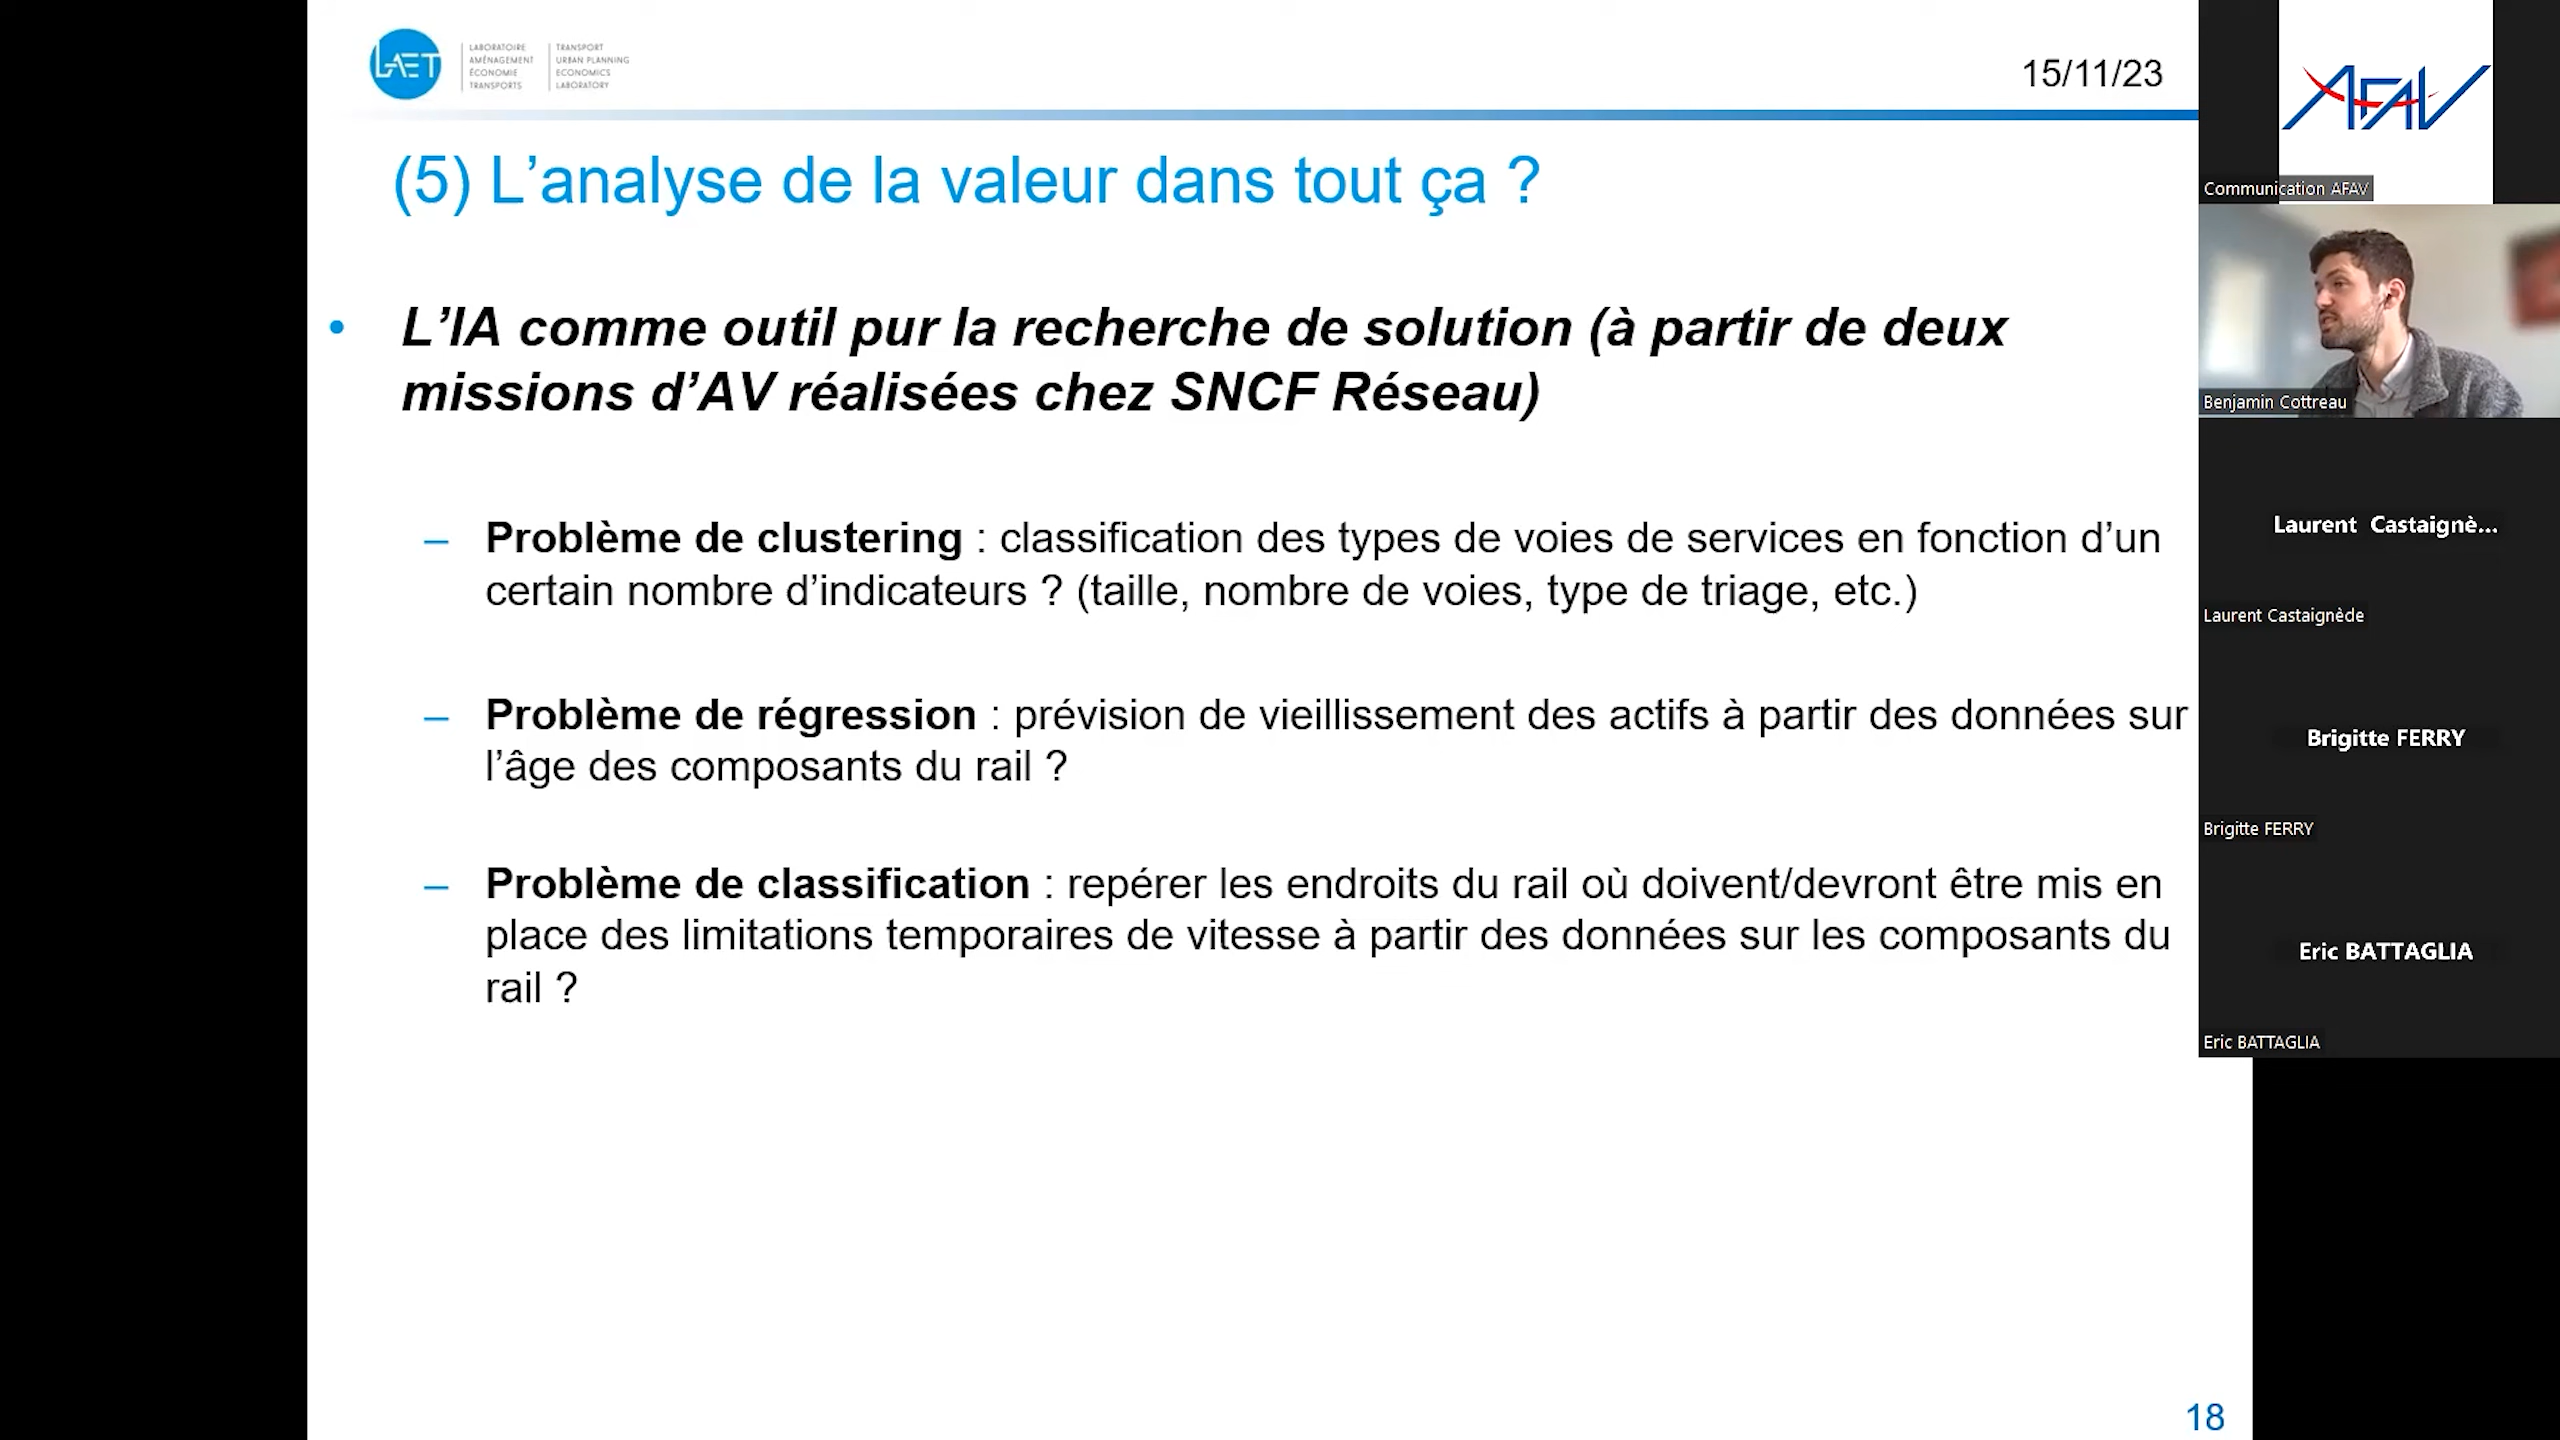 LAET
LABORATOIRE
AMÉNAGEMENT
ÉCONOMIE
TRANSPORTS
TRANSPORT
URBAN PLANNING
ECONOMICS
LABORATORY
15/11/23
(5) L’analyse de la valeur dans tout ça ?
• L’IA comme outil pur la recherche de solution (à partir de deux
missions d’AV réalisées chez SNCF Réseau)
– Problème de clustering : classification des types de voies de services en fonction d’un
certain nombre d’indicateurs ? (taille, nombre de voies, type de triage, etc.)
– Problème de régression : prévision de vieillissement des actifs à partir des données sur
l’âge des composants du rail ?
– Problème de classification : repérer les endroits du rail où doivent/devront être mis en
place des limitations temporaires de vitesse à partir des données sur les composants du
rail ?
18
AFAV
Communication AFAV
Benjamin Cottreau
Laurent Castaignè...
Laurent Castaignède
Brigitte FERRY
Brigitte FERRY
Eric BATTAGLIA
Eric BATTAGLIA